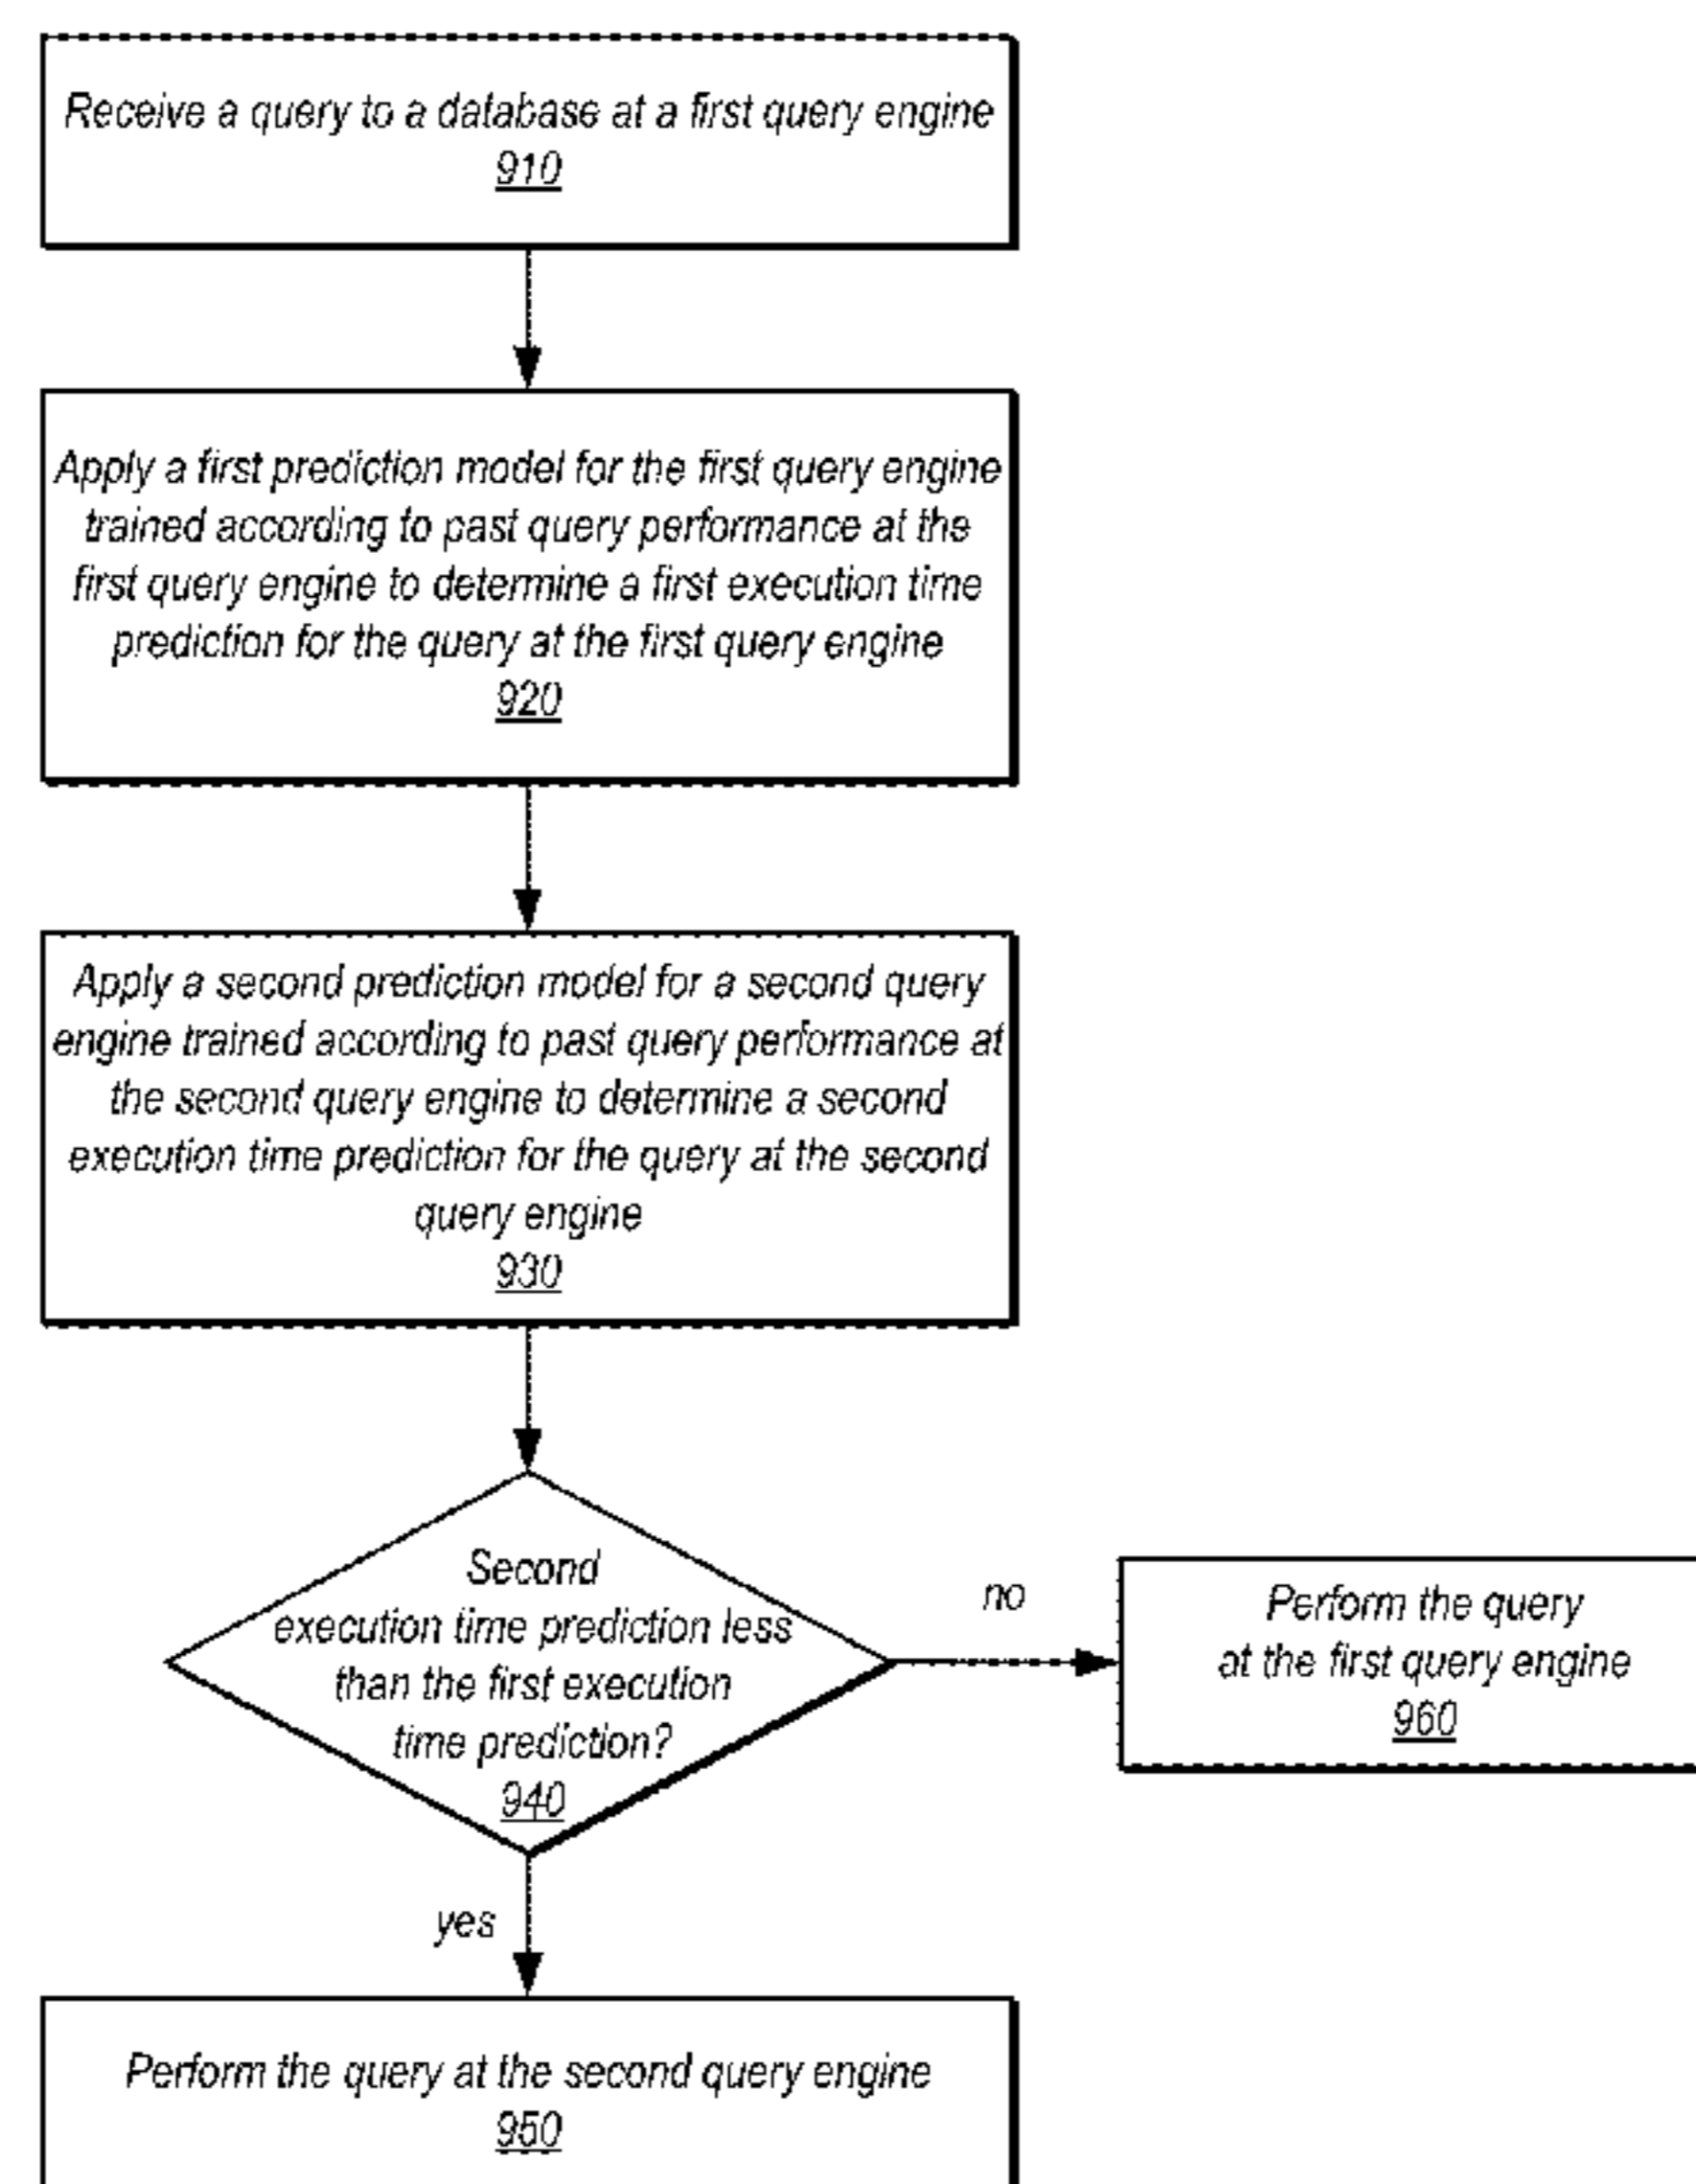 Receive a query to a database at a first query engine
910
Apply a first prediction model for the first query engine
trained according to past query performance at the
first query engine to determine a first execution time
prediction for the query at the first query engine
920
Apply a second prediction model for a second query
engine trained according to past query performance at
the second query engine to determine a second
execution time prediction for the query at the second
query engine
930
Second
execution time prediction less
than the first execution
time prediction?
940
no
Perform the query
at the first query engine
960
yes
Perform the query at the second query engine
950